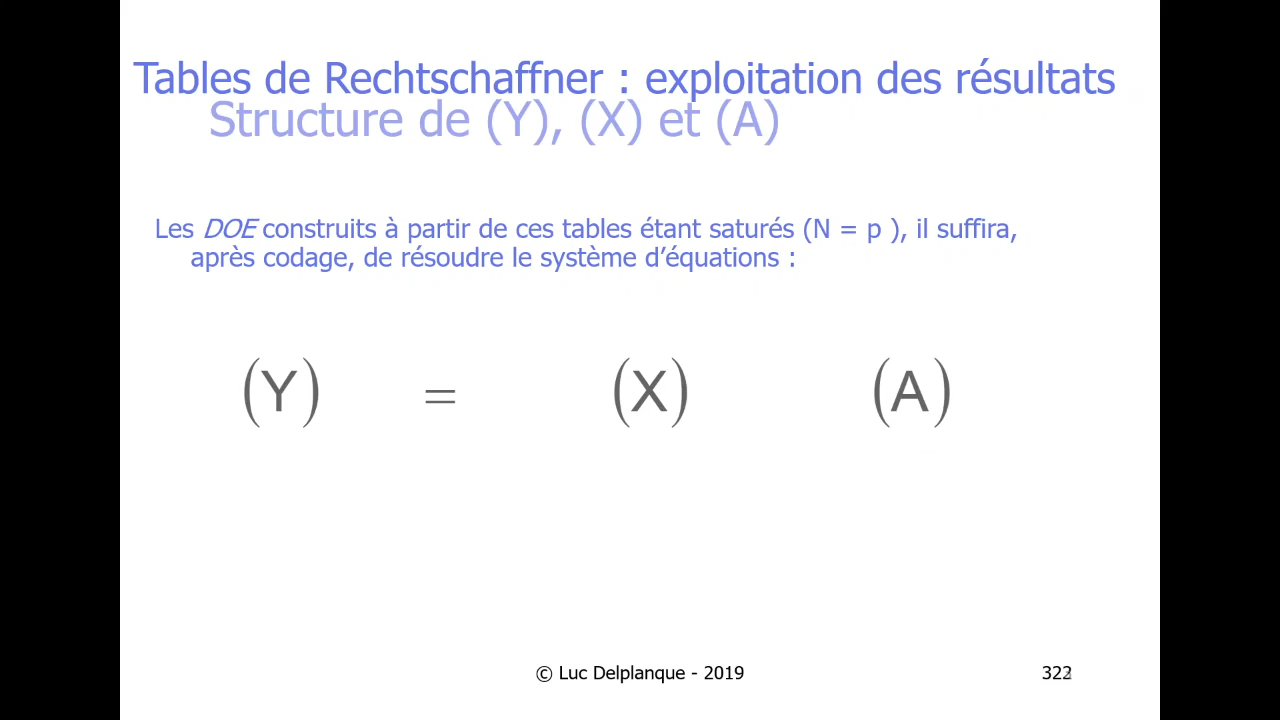 Tables de Rechtschaffner : exploitation des résultats
Structure de (Y), (X) et (A)
Les DOE construits à partir de ces tables étant saturés (N = p ), il suffira,
après codage, de résoudre le système d’équations :
(Y) = (X) (A)
© Luc Delplanque - 2019